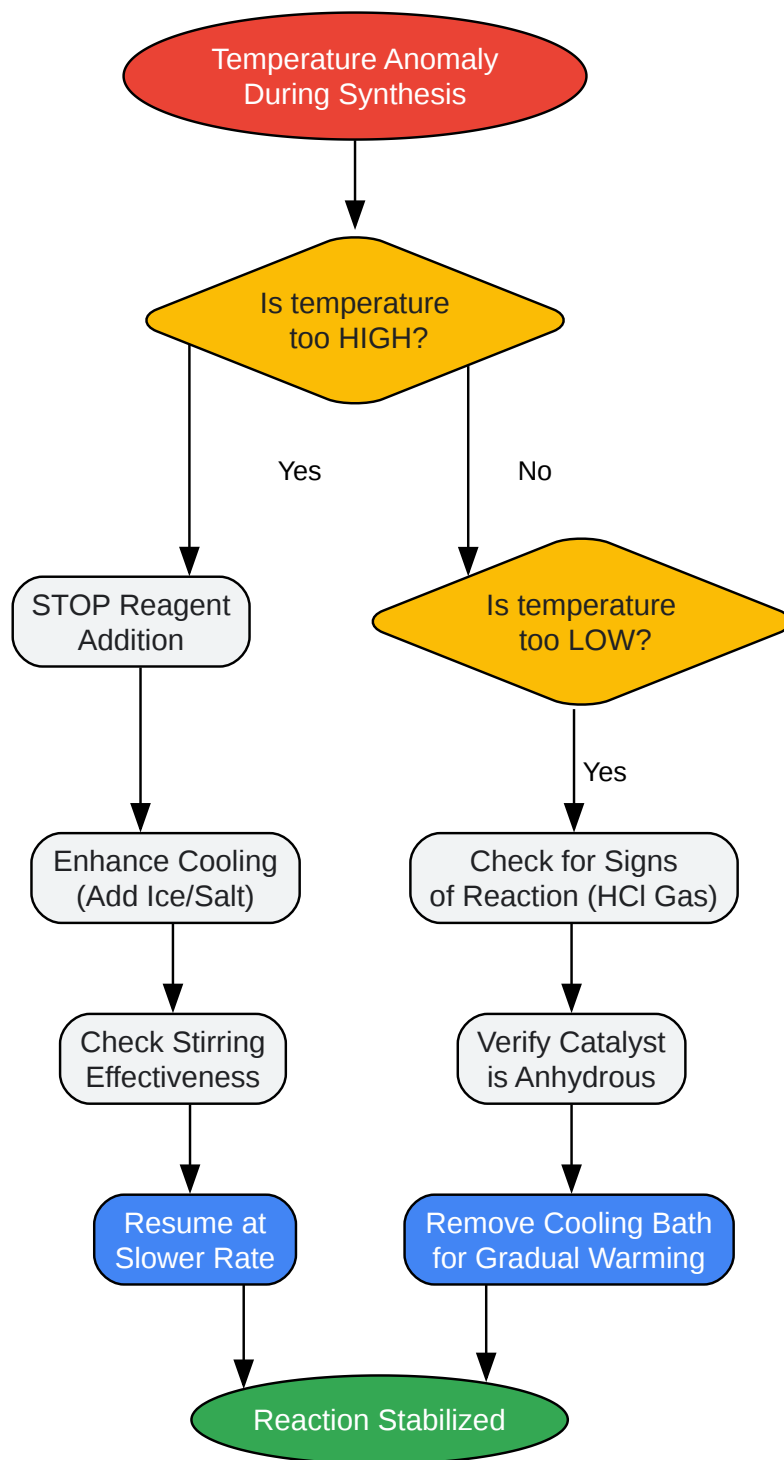 Temperature Anomaly
During Synthesis
Is temperature
too HIGH?
Yes
No
STOP Reagent
Addition
Is temperature
too LOW?
Yes
Enhance Cooling
(Add Ice/Salt)
Check for Signs
of Reaction (HCl Gas)
Check Stirring
Effectiveness
Verify Catalyst
is Anhydrous
Resume at
Slower Rate
Remove Cooling Bath
for Gradual Warming
Reaction Stabilized